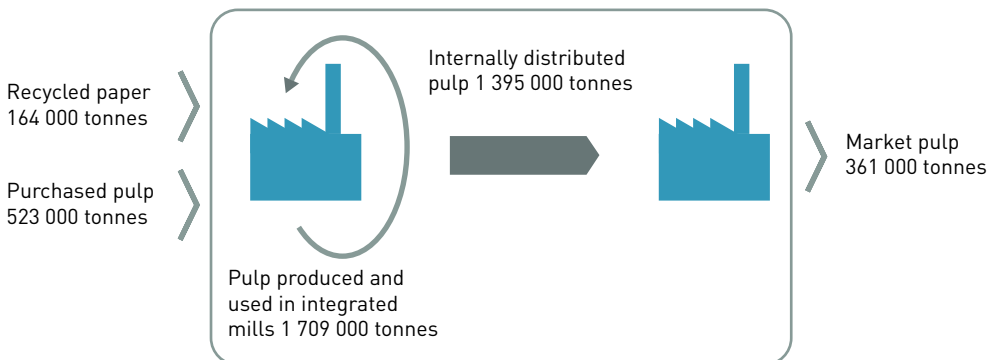 Recycled paper
164 000 tonnes
Purchased pulp
523 000 tonnes
Internally distributed
pulp 1 395 000 tonnes
Pulp produced and
used in integrated
mills 1 709 000 tonnes
Market pulp
361 000 tonnes